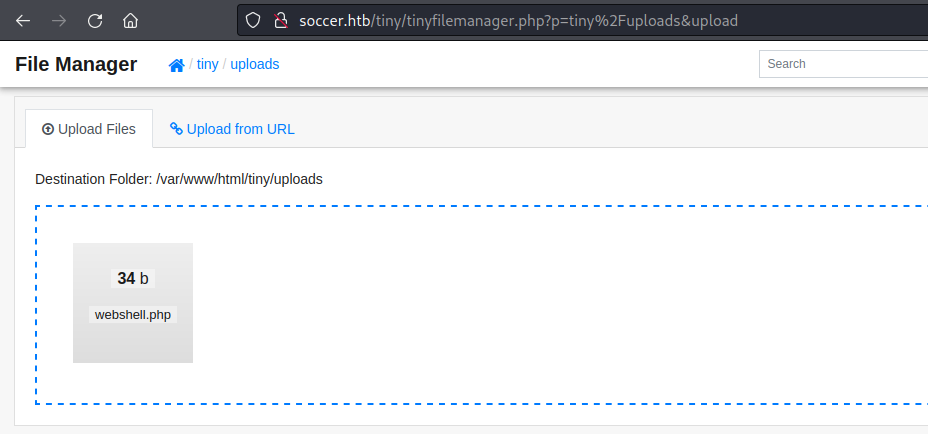 soccer.htb/tiny/tinyfilemanager.php?p=tiny%2Fuploads&upload
File Manager / tiny / uploads Search
Upload Files Upload from URL
Destination Folder: /var/www/html/tiny/uploads
34 b
webshell.php